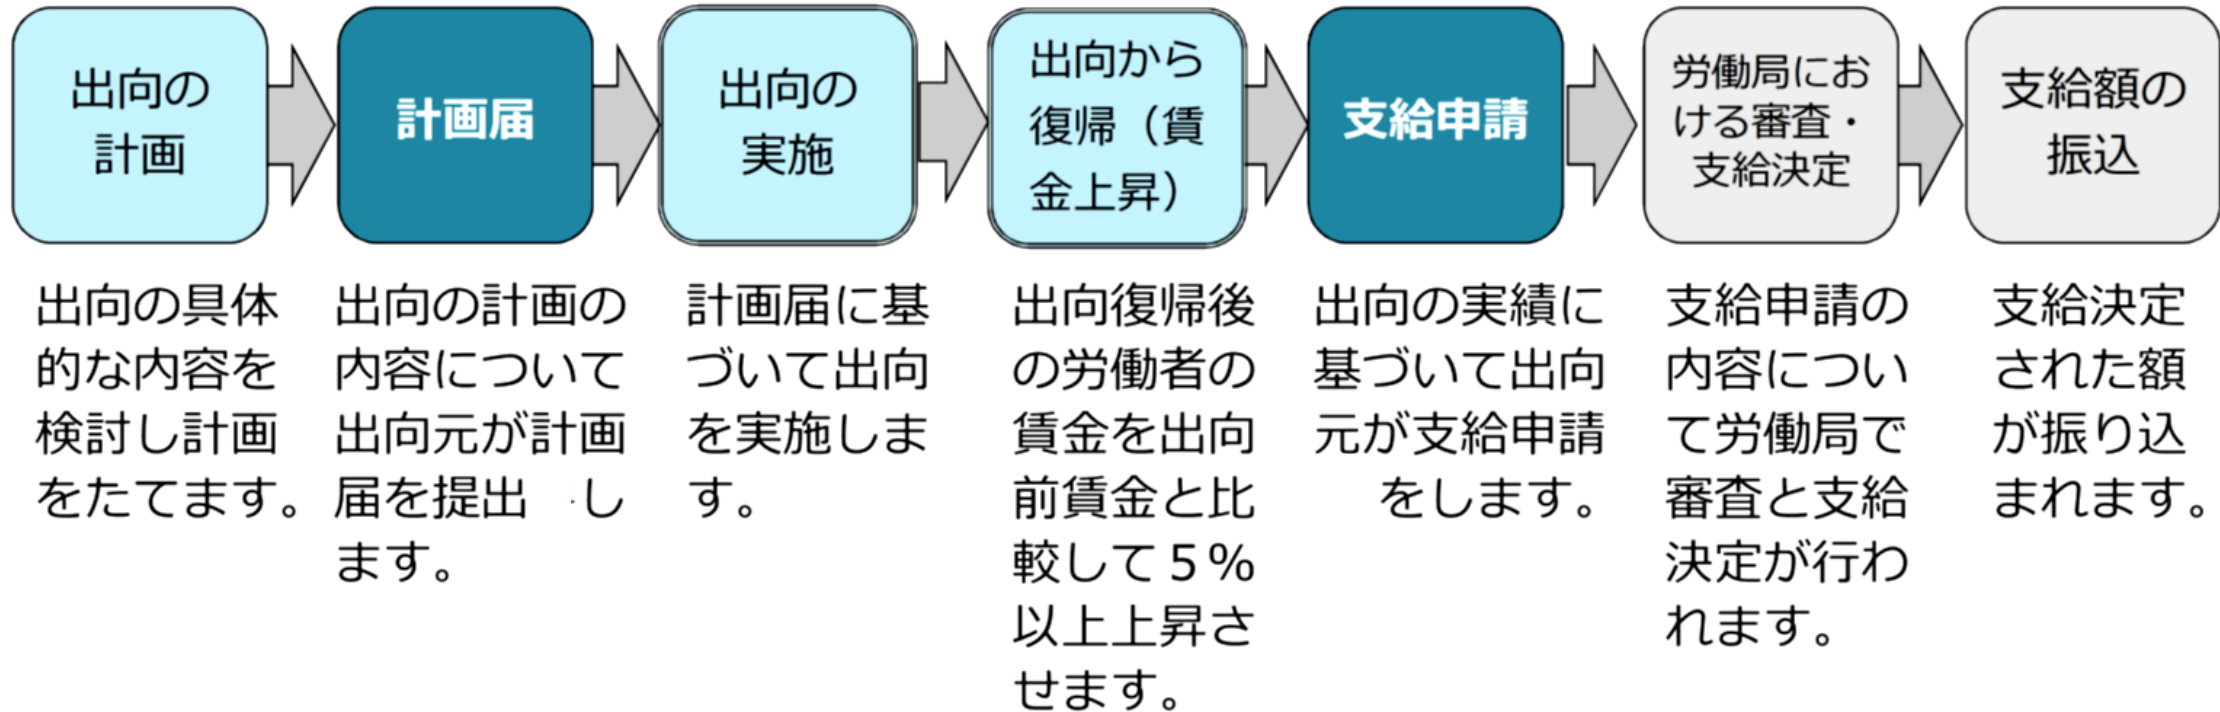 出向の
計画
計画届
出向の
実施
出向から
復帰（賃
金上昇）
支給申請
労働局にお
ける審査・
支給決定
支給額の
振込
出向の具体
的な内容を
検討し計画
をたてます。
出向の計画の
内容について
出向元が計画
届を提出　し
ます。
計画届に基
づいて出向
を実施しま
す。
出向復帰後
の労働者の
賃金を出向
前賃金と比
較して５％
以上上昇さ
せます。
出向の実績に
基づいて出向
元が支給申請
をします。
支給申請の
内容につい
て労働局で
審査と支給
決定が行わ
れます。
支給決定
された額
が振り込
まれます。